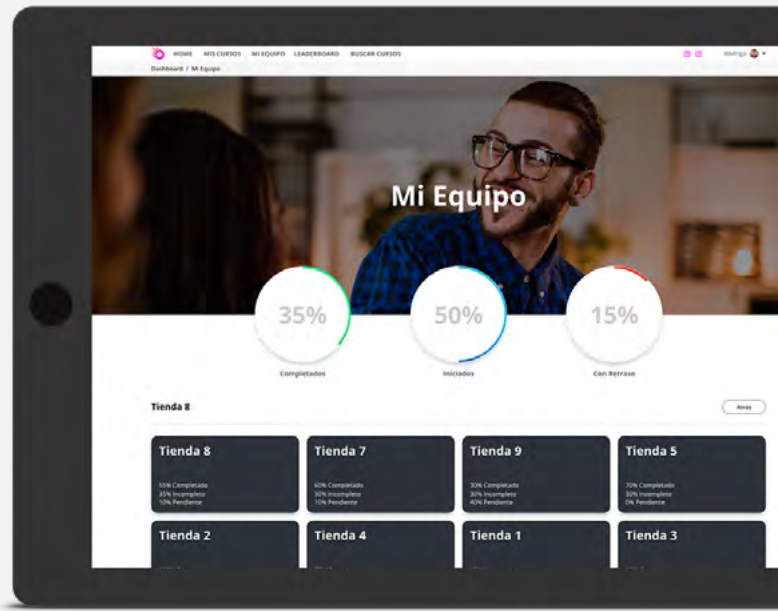 HOME MIS CURSOS MI EQUIPO LEADERBOARD BUSCAR CURSOS Rodrigo
Dashboard / Mi Equipo
Mi Equipo
35% 50% 15%
Completados Iniciados Con Retraso
Tienda 8 Atrás
Tienda 8 Tienda 7 Tienda 9 Tienda 5
55% Completado 60% Completado 30% Completado 70% Completado
35% Incompleto 30% Incompleto 30% Incompleto 30% Incompleto
10% Pendiente 10% Pendiente 40% Pendiente 0% Pendiente
Tienda 2 Tienda 4 Tienda 1 Tienda 3